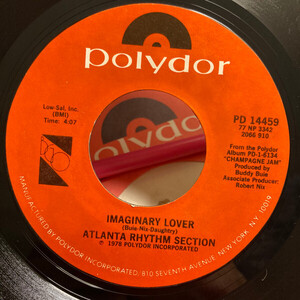 polydor
Low-Sal, Inc.
(BMI)
Time: 4:07
PD 14459
77 NP 3342
2066 918
From the Polydor
Album PD-1-6134
"CHAMPAGNE JAM"
Produced by
Buddy Buie
Associate Producer:
Robert Nix
polydor
IMAGINARY LOVER
(Buie-Nix-Daughtry)
ATLANTA RHYTHM SECTION
℗ 1978 POLYDOR INCORPORATED
MANUFACTURED BY POLYDOR INCORPORATED, 810 SEVENTH AVENUE, NEW YORK, N.Y. 10019